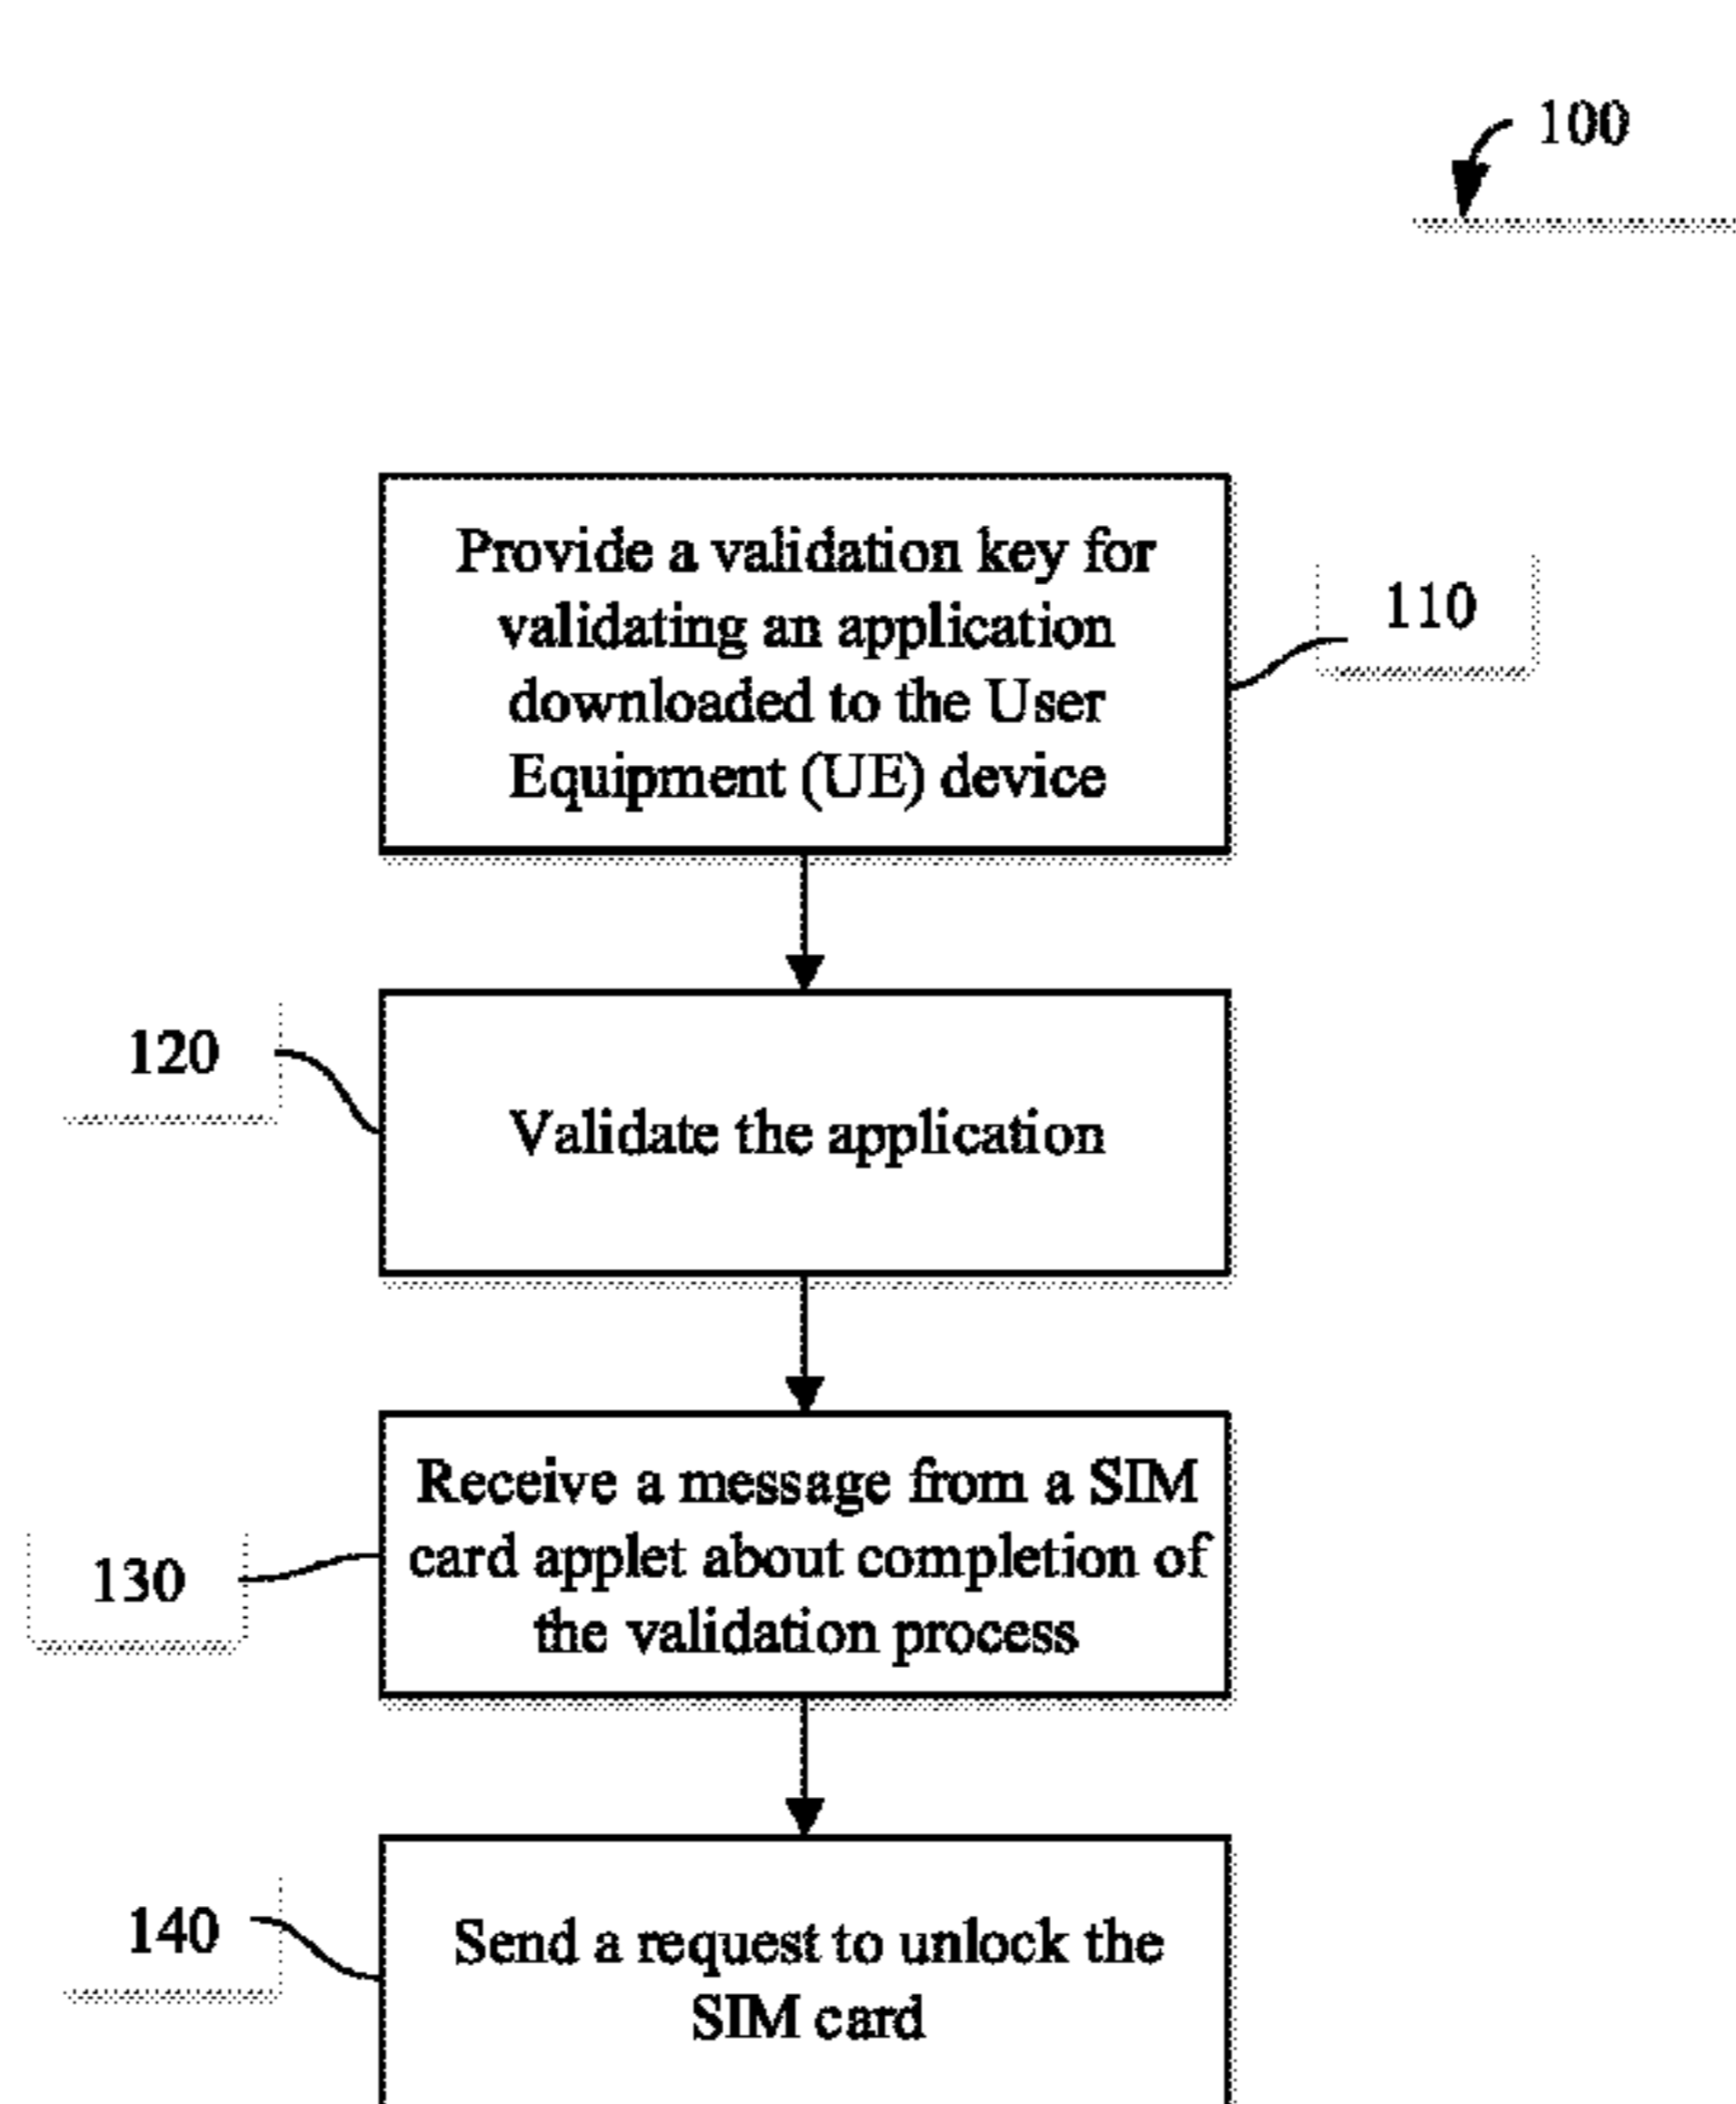 100
Provide a validation key for
validating an application
downloaded to the User
Equipment (UE) device
110
120
Validate the application
Receive a message from a SIM
card applet about completion of
the validation process
130
140
Send a request to unlock the
SIM card